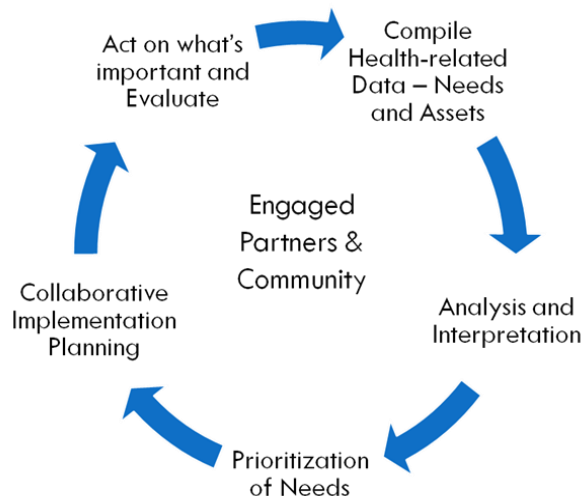 Act on what's
important and
Evaluate
Compile
Health-related
Data – Needs
and Assets
Engaged
Partners &
Community
Analysis and
Interpretation
Collaborative
Implementation
Planning
Prioritization
of Needs